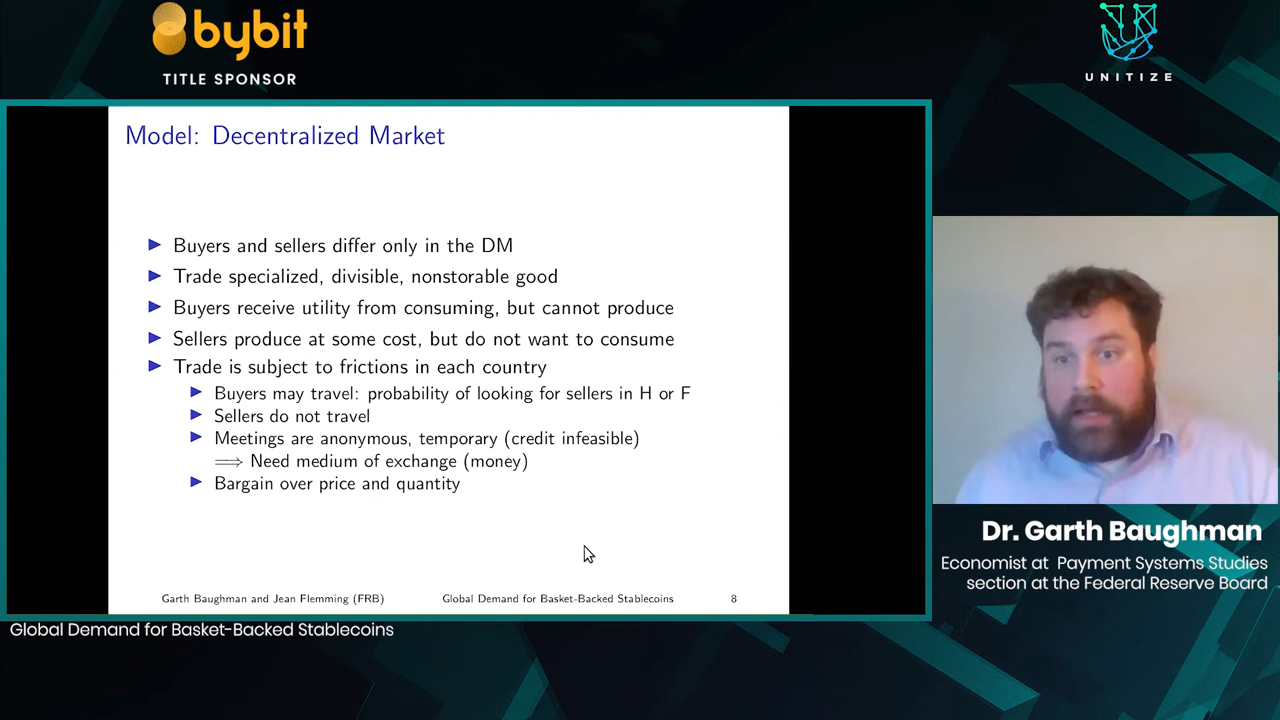 bybit
TITLE SPONSOR
UNITIZE
Model: Decentralized Market
Buyers and sellers differ only in the DM
Trade specialized, divisible, nonstorable good
Buyers receive utility from consuming, but cannot produce
Sellers produce at some cost, but do not want to consume
Trade is subject to frictions in each country
Buyers may travel: probability of looking for sellers in H or F
Sellers do not travel
Meetings are anonymous, temporary (credit infeasible)
⟹ Need medium of exchange (money)
Bargain over price and quantity
Garth Baughman and Jean Flemming (FRB) Global Demand for Basket-Backed Stablecoins 8
Dr. Garth Baughman
Economist at Payment Systems Studies
section at the Federal Reserve Board
Global Demand for Basket-Backed Stablecoins